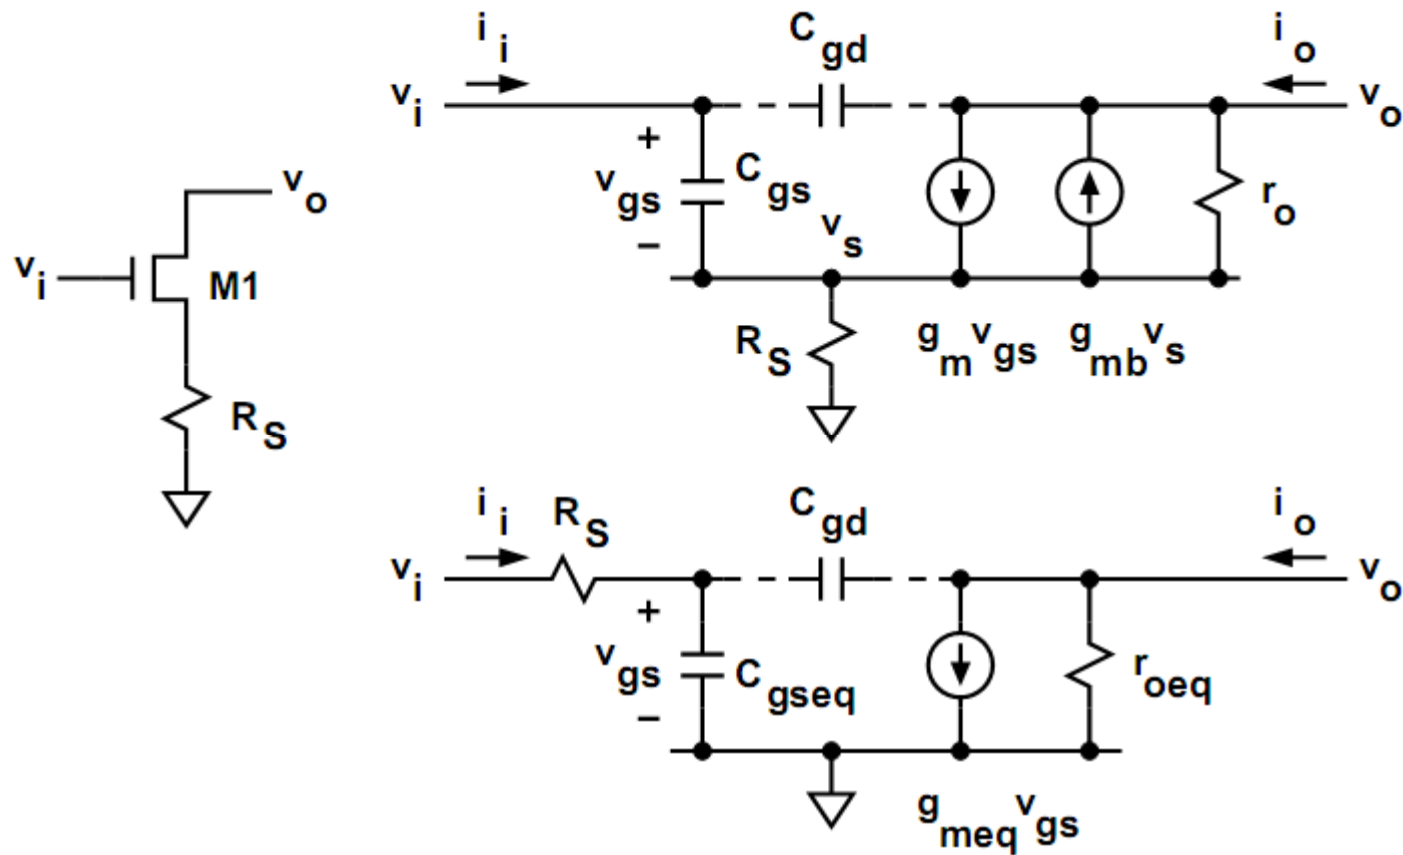 v_o
v_i
M1
R_S
i_i
C_gd
i_o
v_i
v_o
+
v_gs
C_gs
−
v_s
r_o
R_S
g_m v_gs
g_mb v_s
i_i
R_S
C_gd
i_o
v_i
v_o
+
v_gs
C_gseq
−
r_oeq
g_meq v_gs